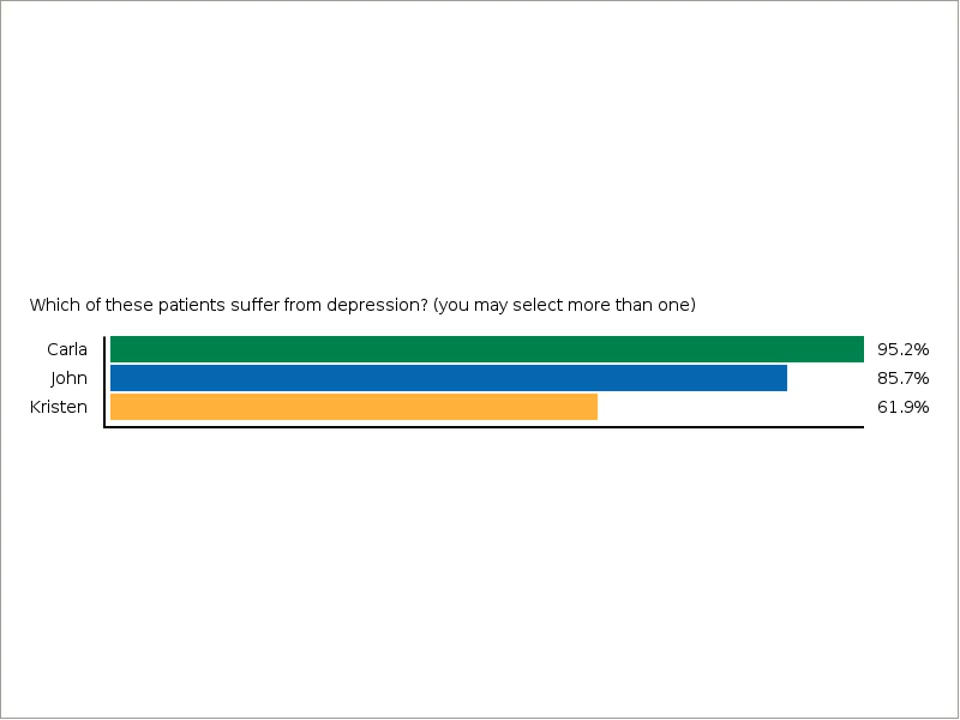 Which of these patients suffer from depression? (you may select more than one)
Carla 95.2%
John 85.7%
Kristen 61.9%